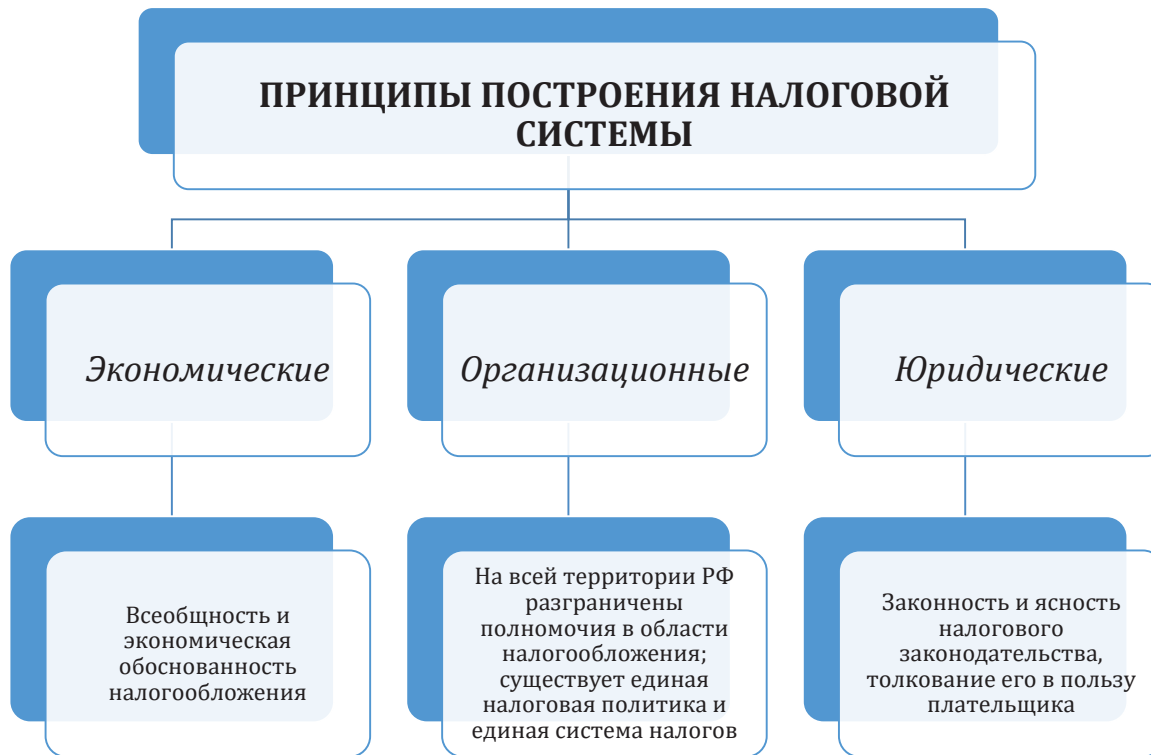 ПРИНЦИПЫ ПОСТРОЕНИЯ НАЛОГОВОЙ
СИСТЕМЫ
Экономические
Организационные
Юридические
Всеобщность и
экономическая
обоснованность
налогообложения
На всей территории РФ
разграничены
полномочия в области
налогообложения;
существует единая
налоговая политика и
единая система налогов
Законность и ясность
налогового
законодательства,
толкование его в пользу
плательщика